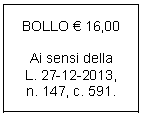 BOLLO € 16,00
Ai sensi della
L. 27-12-2013,
n. 147, c. 591.